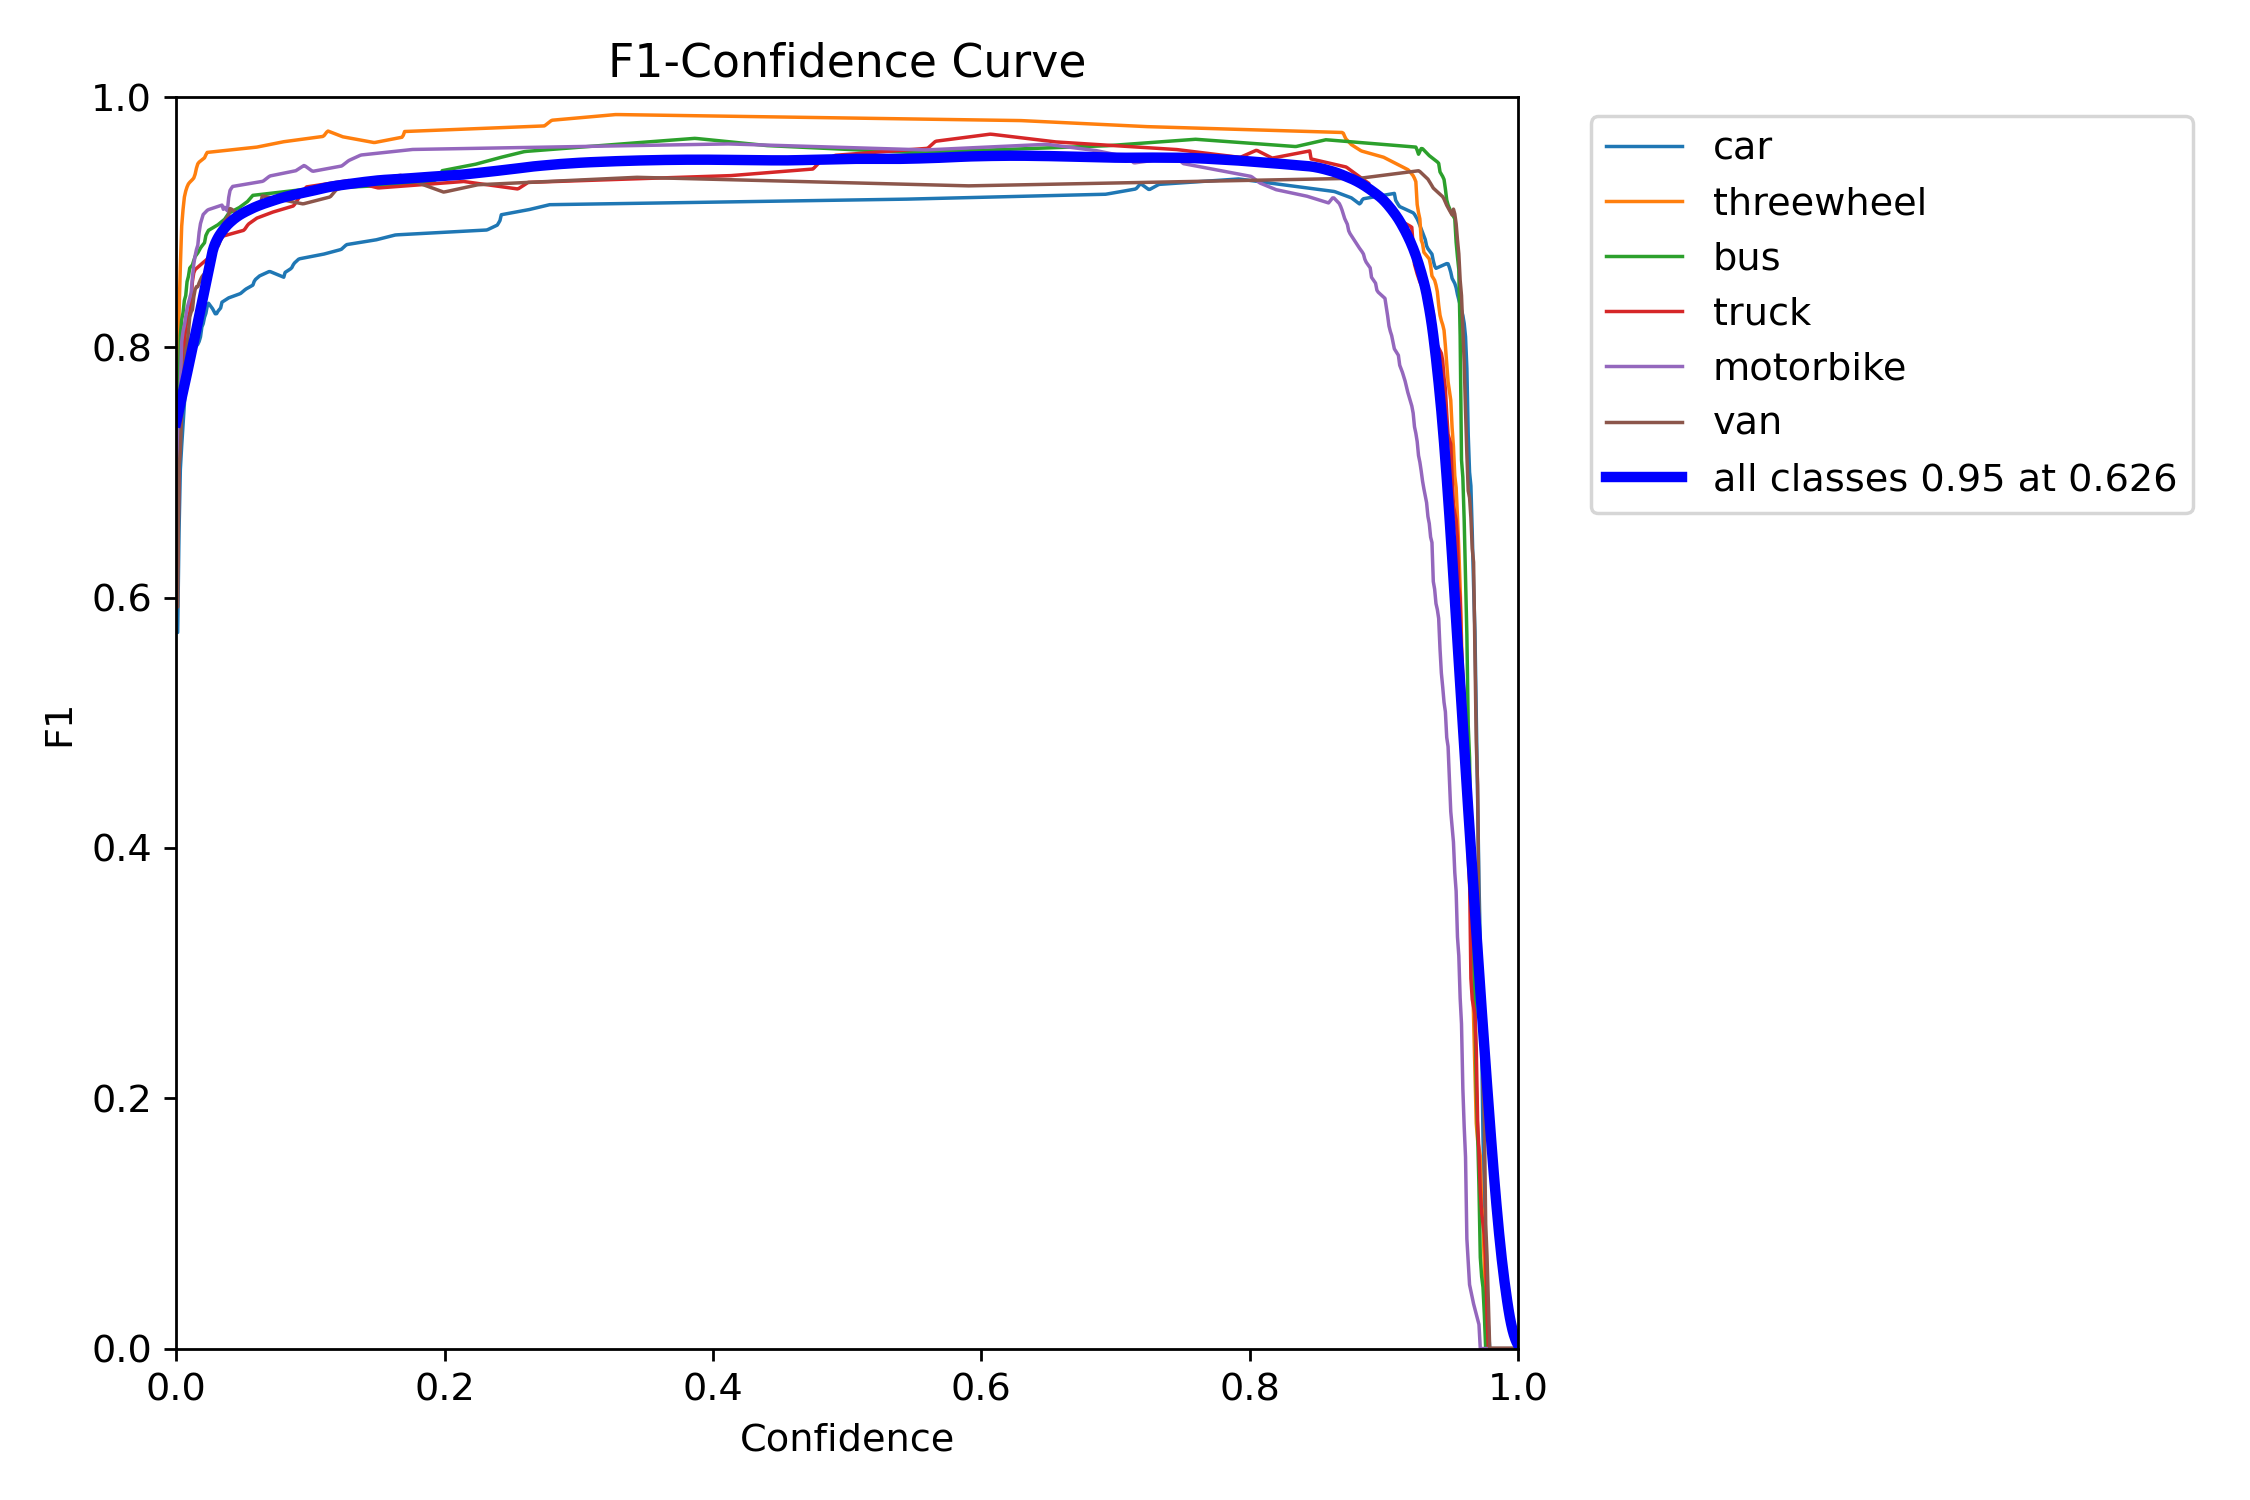 F1-Confidence Curve
1.0
0.8
0.6
0.4
0.2
0.0
F1
0.0 0.2 0.4 0.6 0.8 1.0
Confidence
car
threewheel
bus
truck
motorbike
van
all classes 0.95 at 0.626